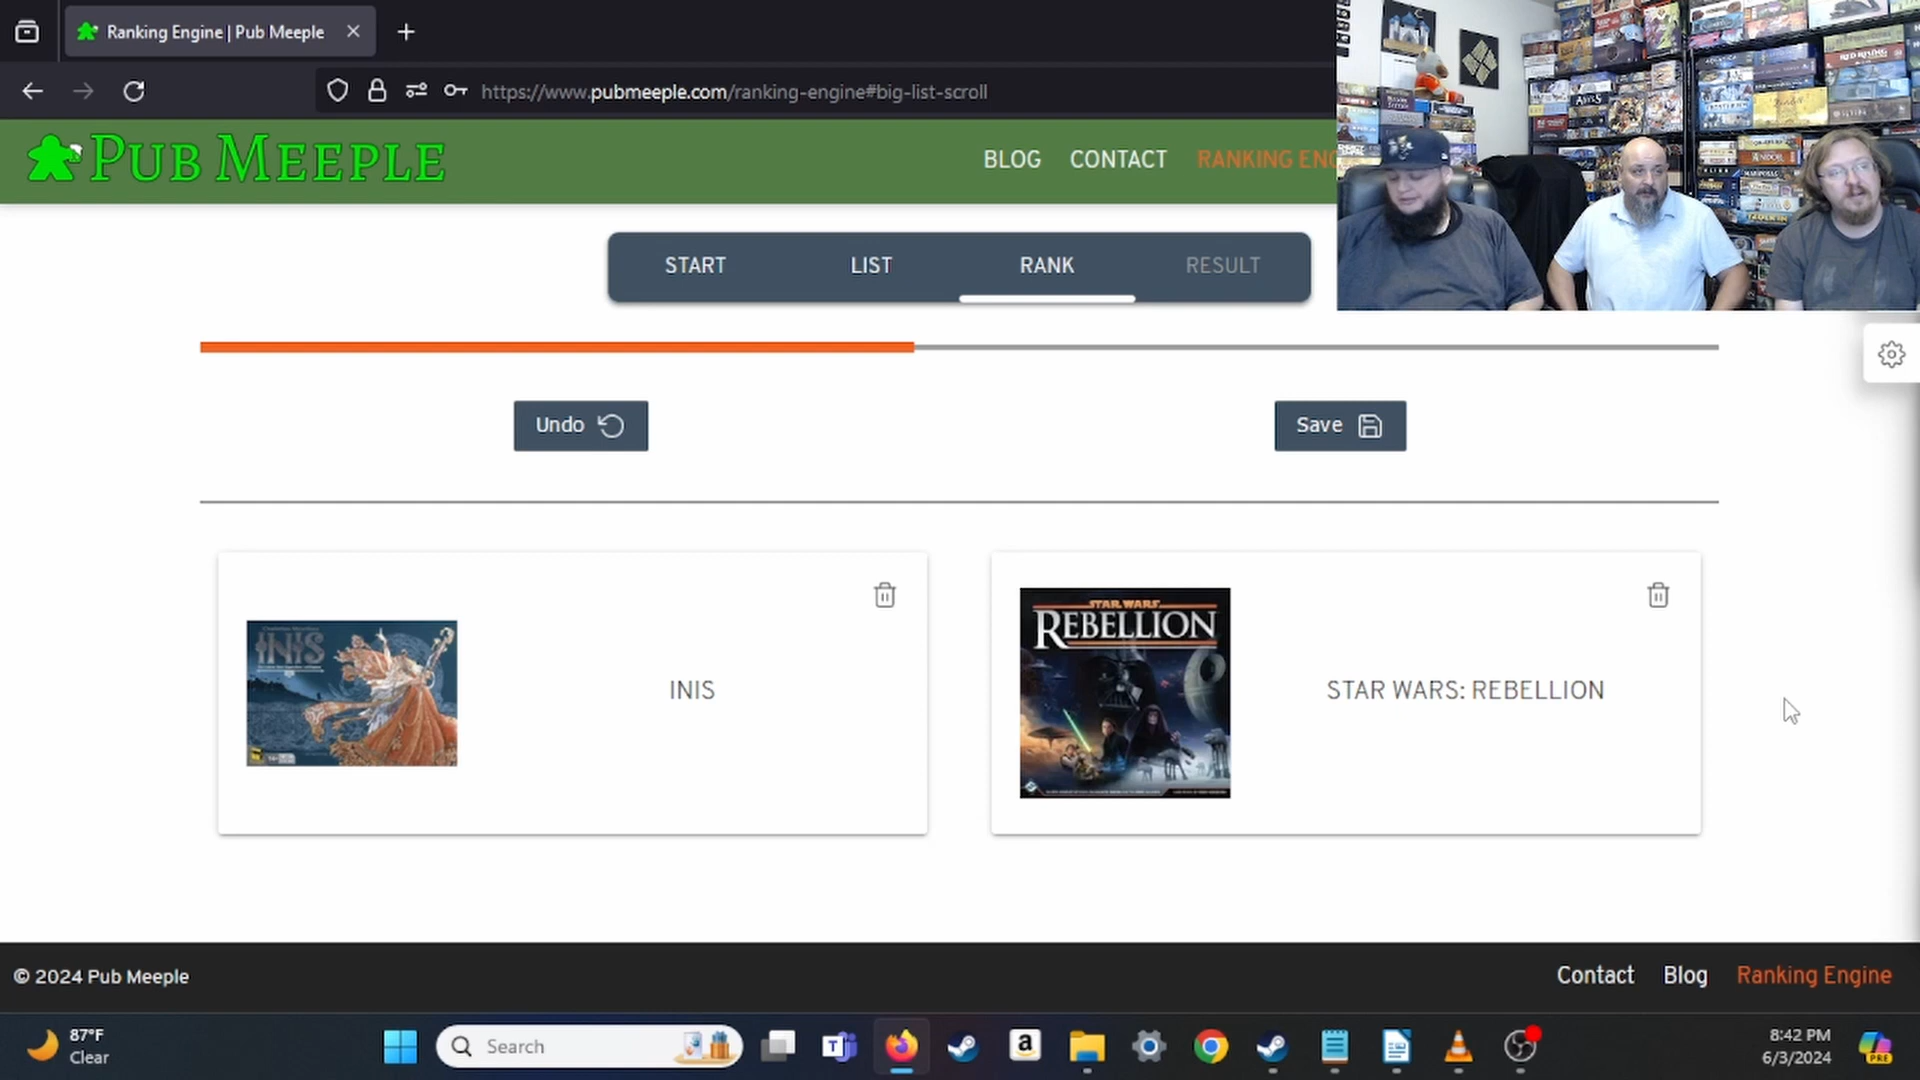 Ranking Engine | Pub Meeple
https://www.pubmeeple.com/ranking-engine#big-list-scroll
PUB MEEPLE
BLOG
CONTACT
RANKING ENG
START
LIST
RANK
RESULT
Undo
Save
INIS
INIS
STAR WARS
REBELLION
STAR WARS: REBELLION
© 2024 Pub Meeple
Contact
Blog
Ranking Engine
87°F
Clear
Search
8:42 PM
6/3/2024